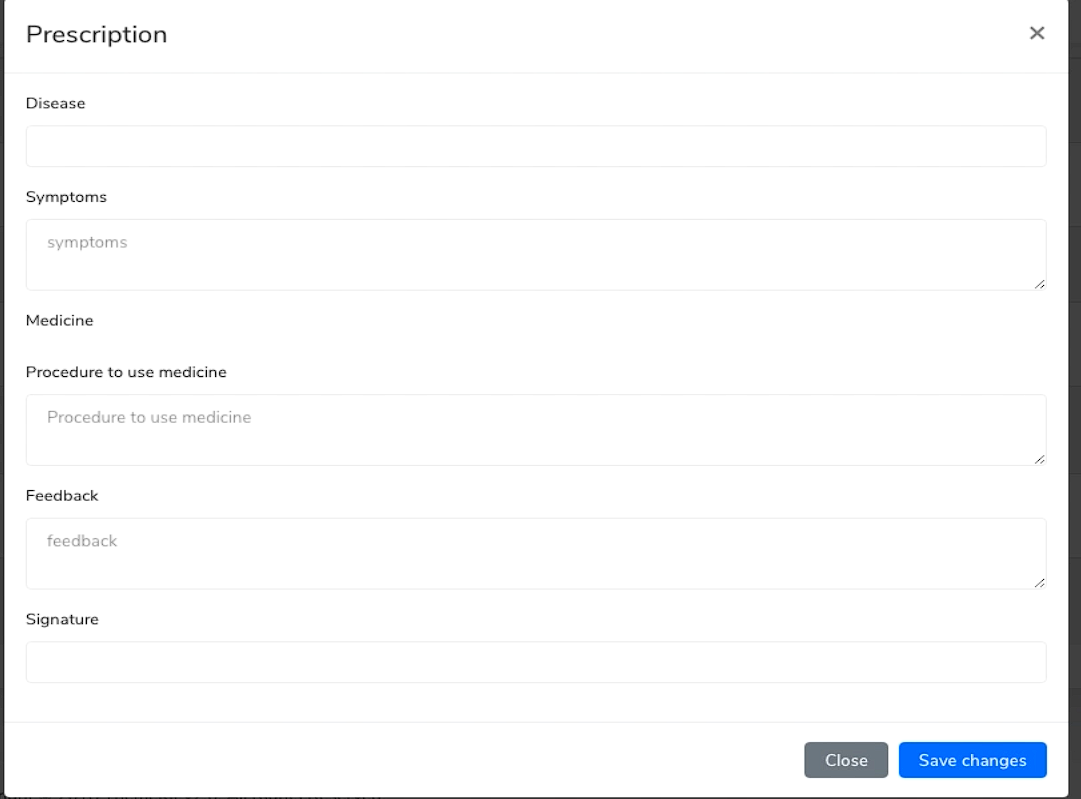 Prescription
×
Disease
Symptoms
symptoms
Medicine
Procedure to use medicine
Procedure to use medicine
Feedback
feedback
Signature
Close Save changes